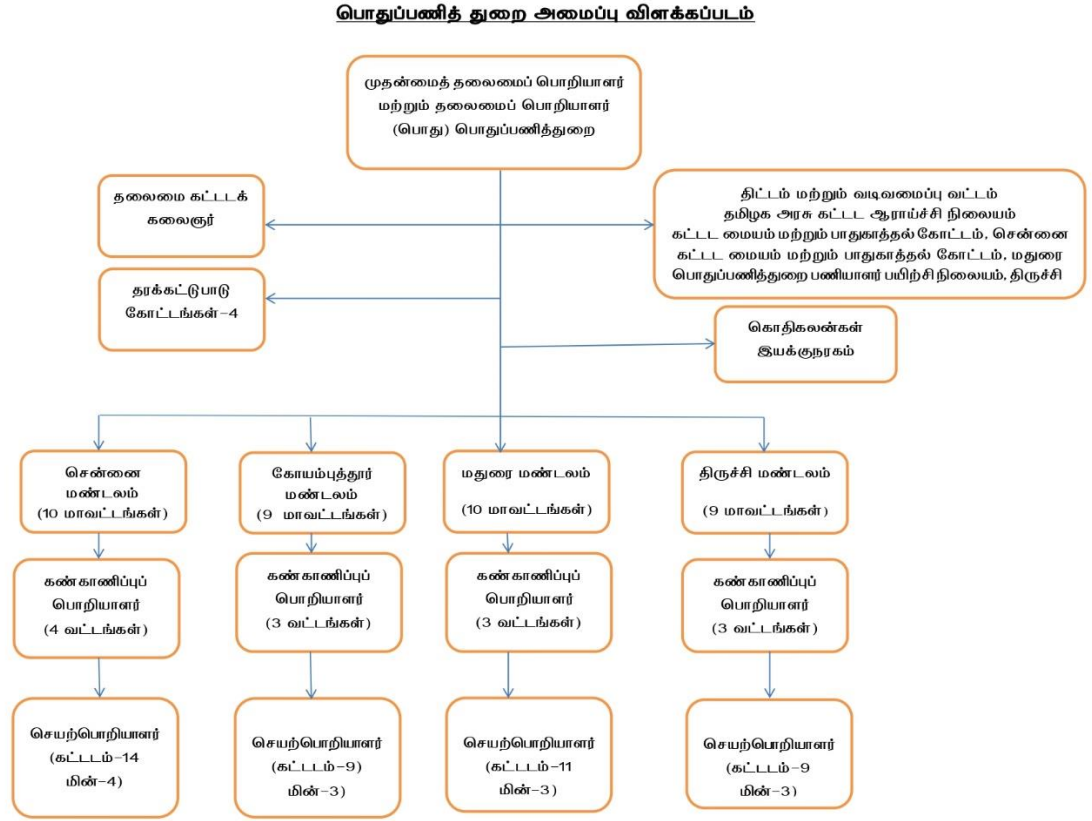 பொதுப்பணித் துறை அமைப்பு விளக்கப்படம்
முதன்மைத் தலைமைப் பொறியாளர்
மற்றும் தலைமைப் பொறியாளர்
(பொது) பொதுப்பணித்துறை
தலைமை கட்டடக்
கலைஞர்
திட்டம் மற்றும் வடிவமைப்பு வட்டம்
தமிழக அரசு கட்டட ஆராய்ச்சி நிலையம்
கட்டட மையம் மற்றும் பாதுகாத்தல் கோட்டம், சென்னை
கட்டட மையம் மற்றும் பாதுகாத்தல் கோட்டம், மதுரை
பொதுப்பணித்துறை பணியாளர் பயிற்சி நிலையம், திருச்சி
தரக்கட்டுபாடு
கோட்டங்கள்-4
கொதிகலன்கள்
இயக்குநரகம்
சென்னை
மண்டலம்
(10 மாவட்டங்கள்)
கோயம்புத்தூர்
மண்டலம்
(9 மாவட்டங்கள்)
மதுரை மண்டலம்
(10 மாவட்டங்கள்)
திருச்சி மண்டலம்
(9 மாவட்டங்கள்)
கண்காணிப்புப்
பொறியாளர்
(4 வட்டங்கள்)
கண்காணிப்புப்
பொறியாளர்
(3 வட்டங்கள்)
கண்காணிப்புப்
பொறியாளர்
(3 வட்டங்கள்)
கண்காணிப்புப்
பொறியாளர்
(3 வட்டங்கள்)
செயற்பொறியாளர்
(கட்டடம்-14
மின்-4)
செயற்பொறியாளர்
(கட்டடம்-9)
மின்-3)
செயற்பொறியாளர்
(கட்டடம்-11
மின்-3)
செயற்பொறியாளர்
(கட்டடம்-9
மின்-3)